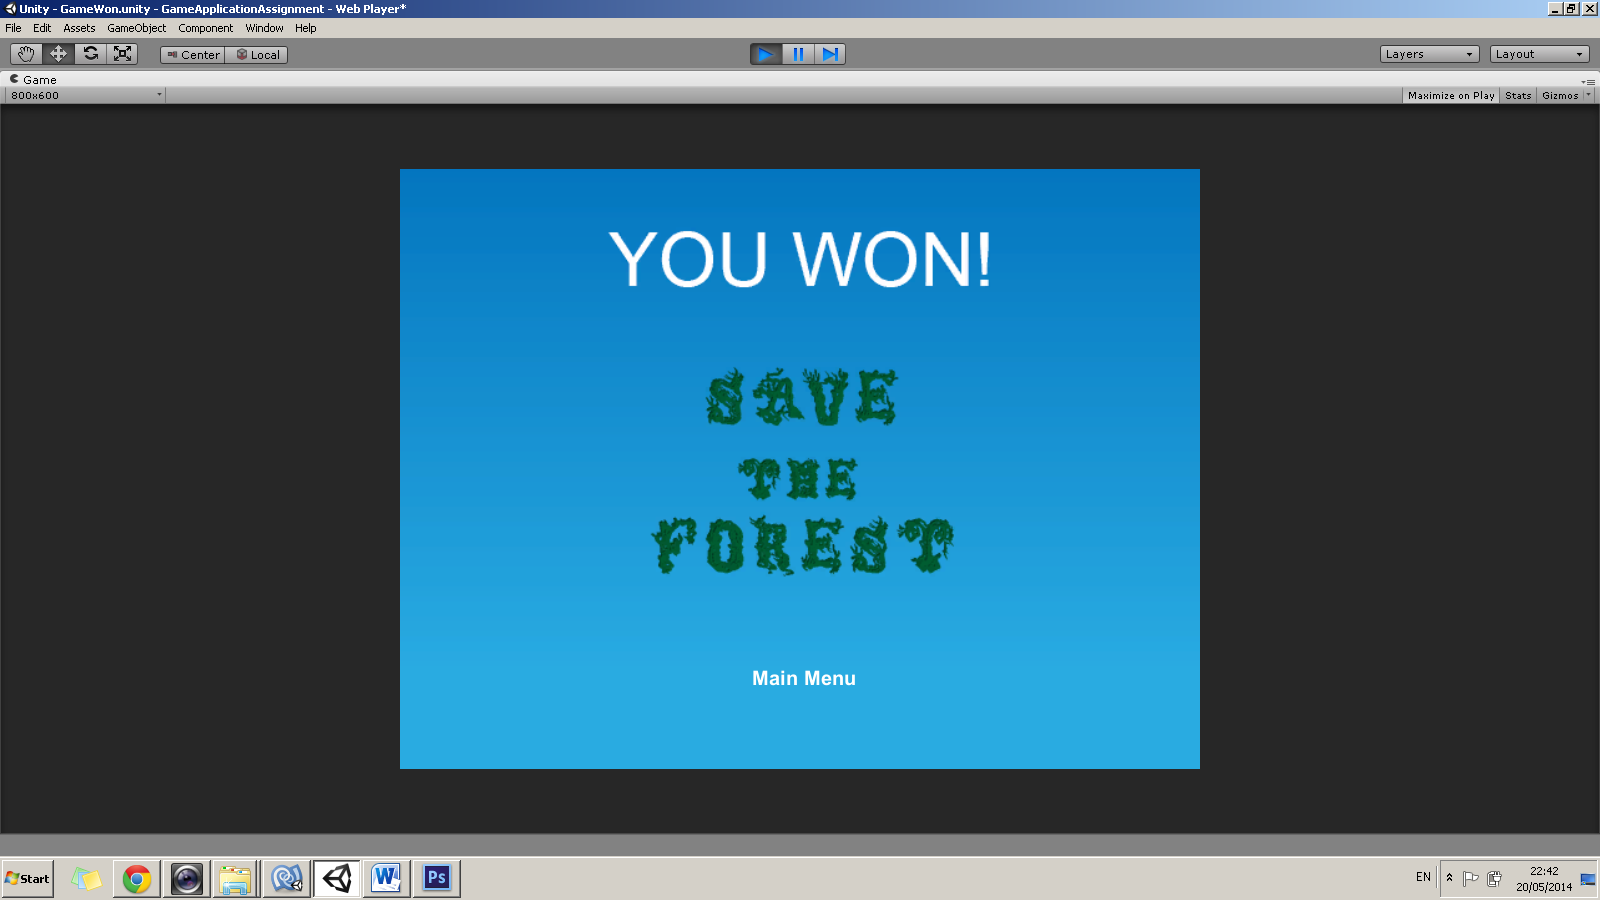 Unity - GameWon.unity - GameApplicationAssignment - Web Player*
File Edit Assets GameObject Component Window Help
Center Local Layers Layout
Game
800x600 Maximize on Play Stats Gizmos
YOU WON!
SAVE
THE
FOREST
Main Menu
Start W Ps EN 22:42
20/05/2014